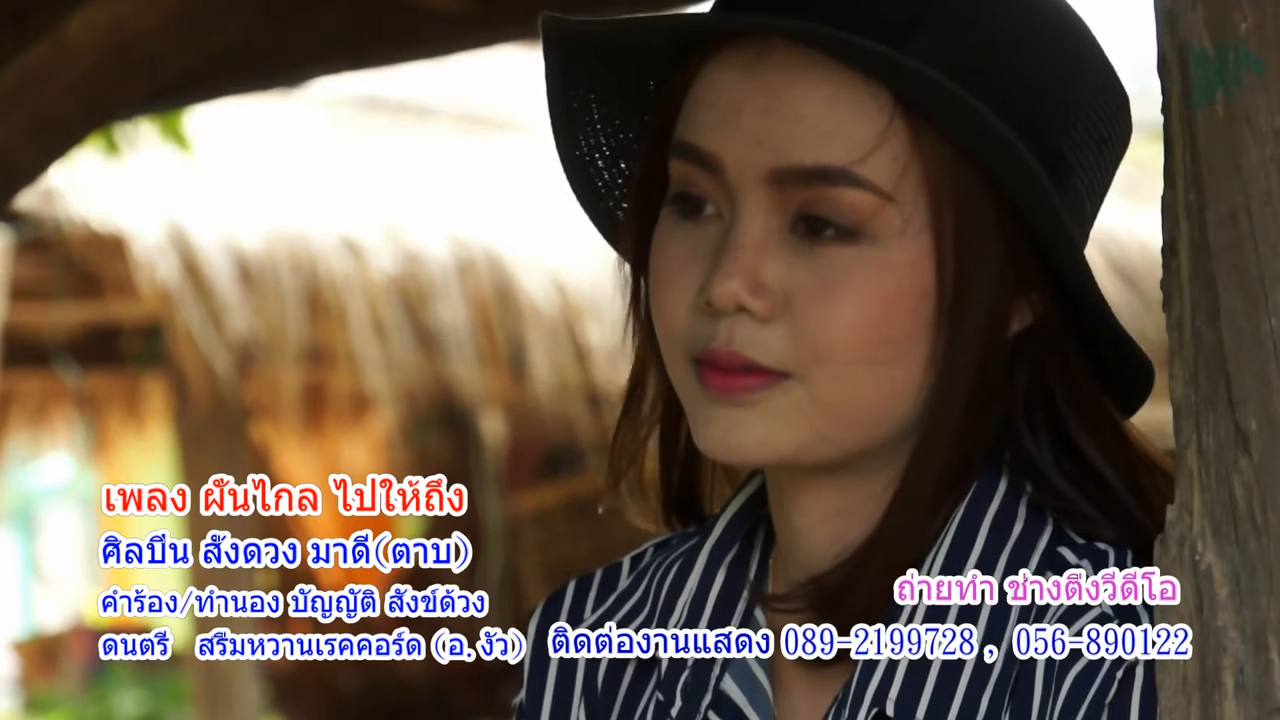 เพลง ฝันไกล ไปให้ถึง
ศิลปิน สังดวง มาดี(ตาบ)
คำร้อง/ทำนอง บัญญัติ สังข์ด้วง
ดนตรี สรีมหวานเรคคอร์ด (อ.งัว)
ถ่ายทำ ช่างติงวีดีโอ
ติดต่องานแสดง 089-2199728 , 056-890122